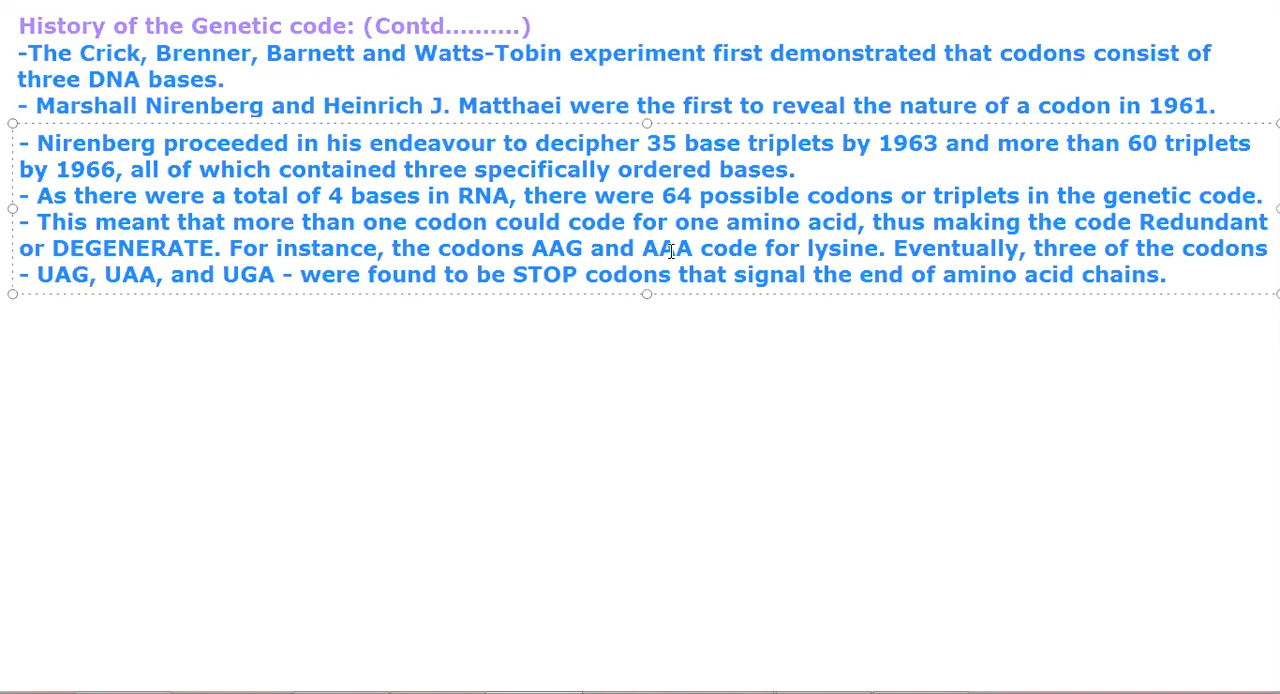 History of the Genetic code: (Contd..........)
-The Crick, Brenner, Barnett and Watts-Tobin experiment first demonstrated that codons consist of
three DNA bases.
- Marshall Nirenberg and Heinrich J. Matthaei were the first to reveal the nature of a codon in 1961.
- Nirenberg proceeded in his endeavour to decipher 35 base triplets by 1963 and more than 60 triplets
by 1966, all of which contained three specifically ordered bases.
- As there were a total of 4 bases in RNA, there were 64 possible codons or triplets in the genetic code.
- This meant that more than one codon could code for one amino acid, thus making the code Redundant
or DEGENERATE. For instance, the codons AAG and AAA code for lysine. Eventually, three of the codons
- UAG, UAA, and UGA - were found to be STOP codons that signal the end of amino acid chains.